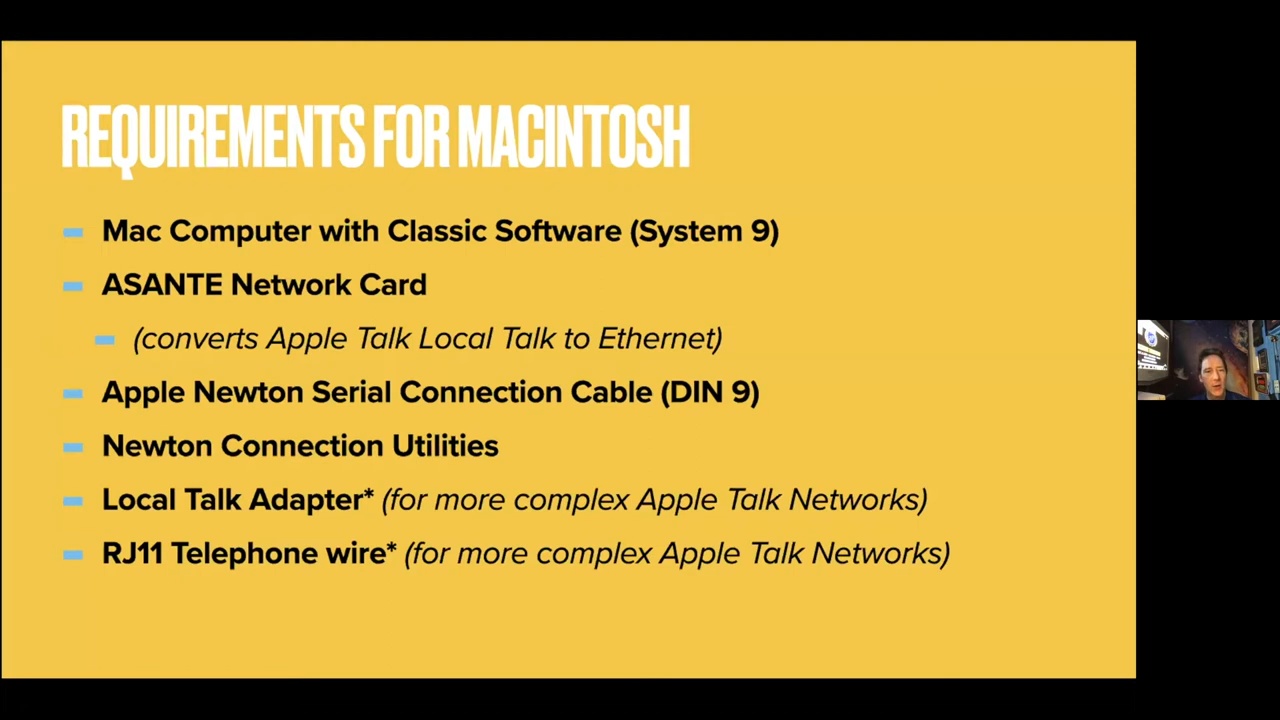 REQUIREMENTS FOR MACINTOSH
Mac Computer with Classic Software (System 9)
ASANTE Network Card
(converts Apple Talk Local Talk to Ethernet)
Apple Newton Serial Connection Cable (DIN 9)
Newton Connection Utilities
Local Talk Adapter* (for more complex Apple Talk Networks)
RJ11 Telephone wire* (for more complex Apple Talk Networks)